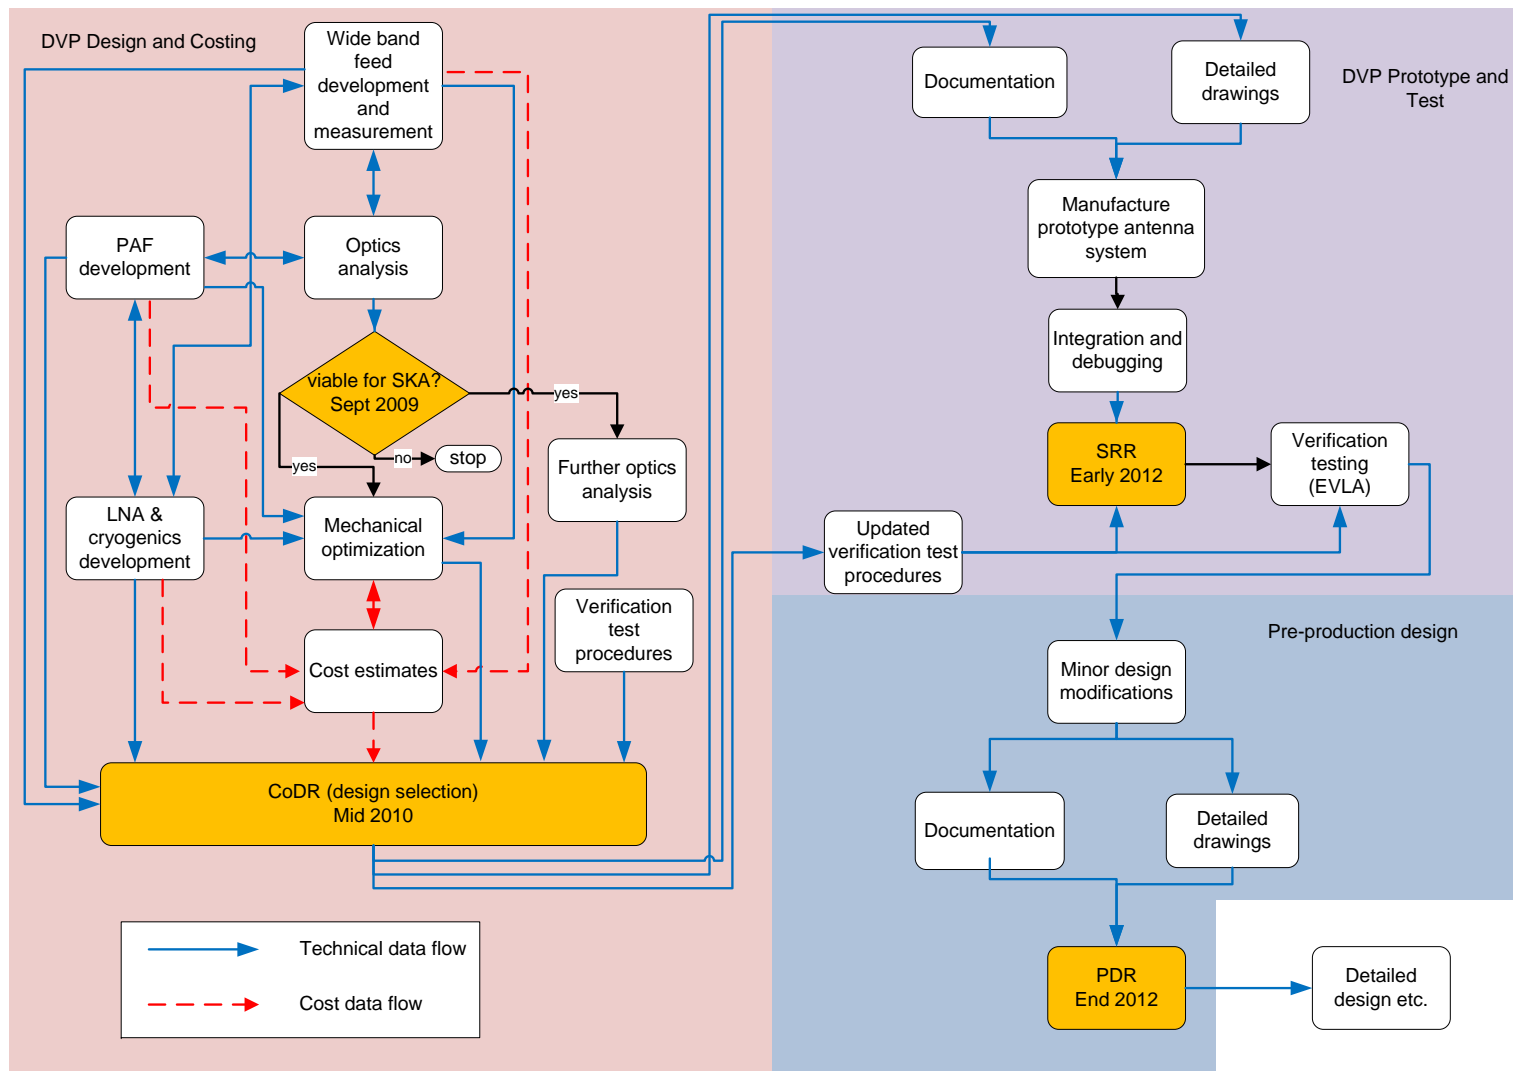 DVP Design and Costing
Wide band
feed
development
and
measurement
PAF
development
Optics
analysis
viable for SKA?
Sept 2009
yes
yes
no
stop
Further optics
analysis
LNA &
cryogenics
development
Mechanical
optimization
Verification
test
procedures
Cost estimates
CoDR (design selection)
Mid 2010
Technical data flow
Cost data flow
DVP Prototype and
Test
Documentation
Detailed
drawings
Manufacture
prototype antenna
system
Integration and
debugging
SRR
Early 2012
Verification
testing
(EVLA)
Updated
verification test
procedures
Pre-production design
Minor design
modifications
Documentation
Detailed
drawings
PDR
End 2012
Detailed
design etc.